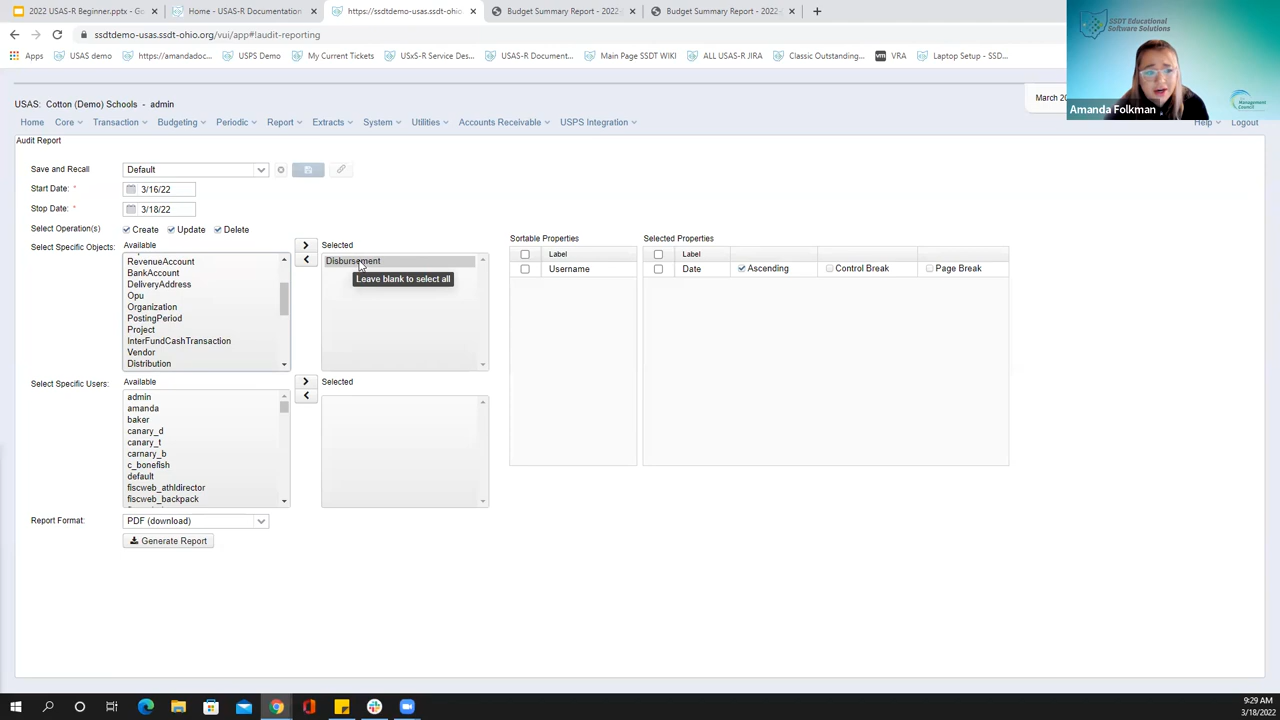 2022 USAS-R Beginner.pptx - Go
Home - USAS-R Documentation
https://ssdtdemo-usas.ssdt-ohio
Budget Summary Report - 2022-
Budget Summary Report - 2022-
ssdtdemo-usas.ssdt-ohio.org/vui/app#!audit-reporting
Apps
USAS demo
https://amandadoc...
USPS Demo
My Current Tickets
USxS-R Service Des...
USAS-R Document...
Main Page SSDT WIKI
ALL USAS-R JIRA
Classic Outstanding...
vm VRA
Laptop Setup - SSD...
SSDT Educational
Software Solutions
Management
Council
Amanda Folkman
USAS: Cotton (Demo) Schools - admin
March 20
Home Core Transaction Budgeting Periodic Report Extracts System Utilities Accounts Receivable USPS Integration Help Logout
Audit Report
Save and Recall Default
Start Date: * 3/16/22
Stop Date: * 3/18/22
Select Operation(s) Create Update Delete
Select Specific Objects: Available
Selected
RevenueAccount
BankAccount
DeliveryAddress
Opu
Organization
PostingPeriod
Project
InterFundCashTransaction
Vendor
Distribution
Disbursement
Leave blank to select all
Sortable Properties
Label
Username
Selected Properties
Label
Date Ascending Control Break Page Break
Select Specific Users: Available
Selected
admin
amanda
baker
canary_d
canary_t
carnary_b
c_bonefish
default
fiscweb_athldirector
fiscweb_backpack
Report Format: PDF (download)
Generate Report
9:29 AM
3/18/2022